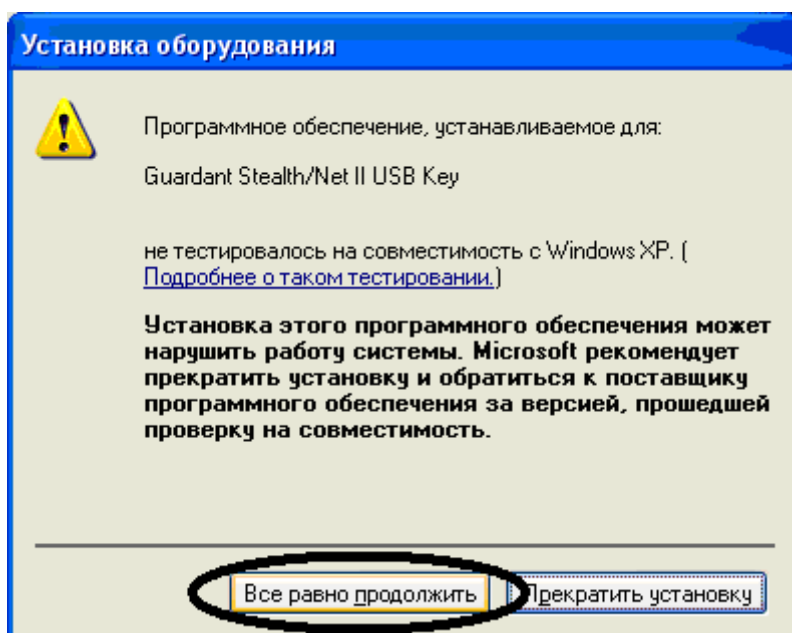 Установка оборудования
Программное обеспечение, устанавливаемое для:
Guardant Stealth/Net II USB Key
не тестировалось на совместимость с Windows XP. (
Подробнее о таком тестировании.)
Установка этого программного обеспечения может
нарушить работу системы. Microsoft рекомендует
прекратить установку и обратиться к поставщику
программного обеспечения за версией, прошедшей
проверку на совместимость.
Все равно продолжить
Прекратить установку